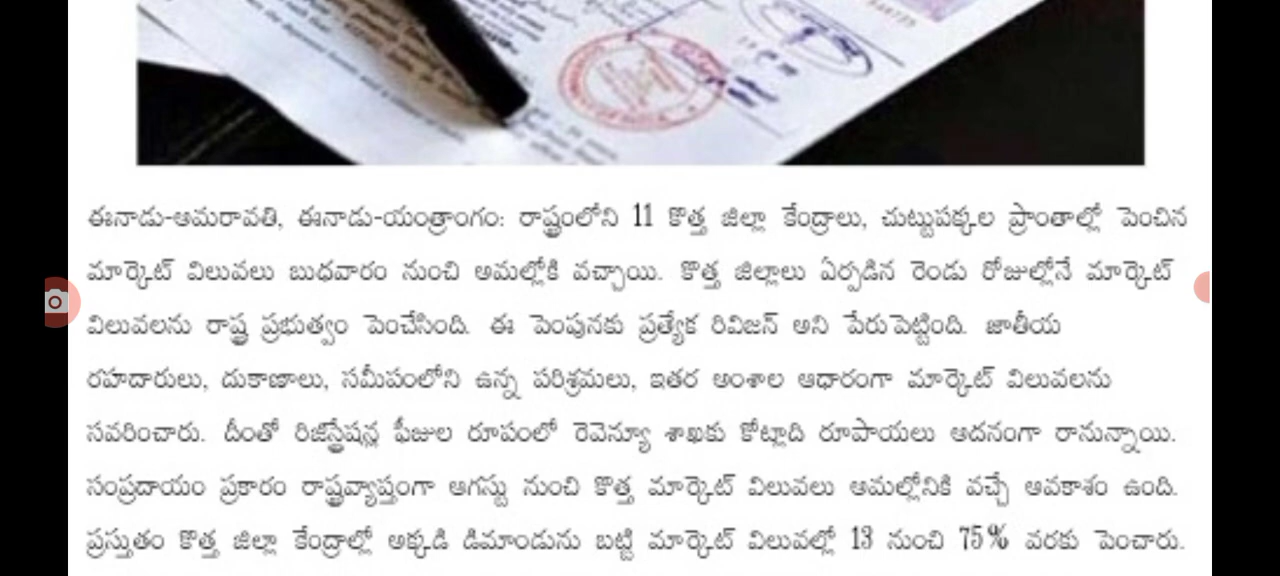 ఈనాడు-అమరావతి, ఈనాడు-యంత్రాంగం: రాష్ట్రంలోని 11 కొత్త జిల్లా కేంద్రాలు, చుట్టుపక్కల ప్రాంతాల్లో పెంచిన
మార్కెట్ విలువలు బుధవారం నుంచి అమల్లోకి వచ్చాయి. కొత్త జిల్లాలు ఏర్పడిన రెండు రోజుల్లోనే మార్కెట్
విలువలను రాష్ట్ర ప్రభుత్వం పెంచేసింది. ఈ పెంపునకు ప్రత్యేక రివిజన్ అని పేరుపెట్టింది. జాతీయ
రహదారులు, దుకాణాలు, సమీపంలోని ఉన్న పరిశ్రమలు, ఇతర అంశాల ఆధారంగా మార్కెట్ విలువలను
సవరించారు. దీంతో రిజిస్ట్రేషన్ల ఫీజుల రూపంలో రెవెన్యూ శాఖకు కోట్లాది రూపాయలు అదనంగా రానున్నాయి.
సంప్రదాయం ప్రకారం రాష్ట్రవ్యాప్తంగా ఆగస్టు నుంచి కొత్త మార్కెట్ విలువలు అమల్లోనికి వచ్చే అవకాశం ఉంది.
ప్రస్తుతం కొత్త జిల్లా కేంద్రాల్లో అక్కడి డిమాండును బట్టి మార్కెట్ విలువల్లో 13 నుంచి 75% వరకు పెంచారు.